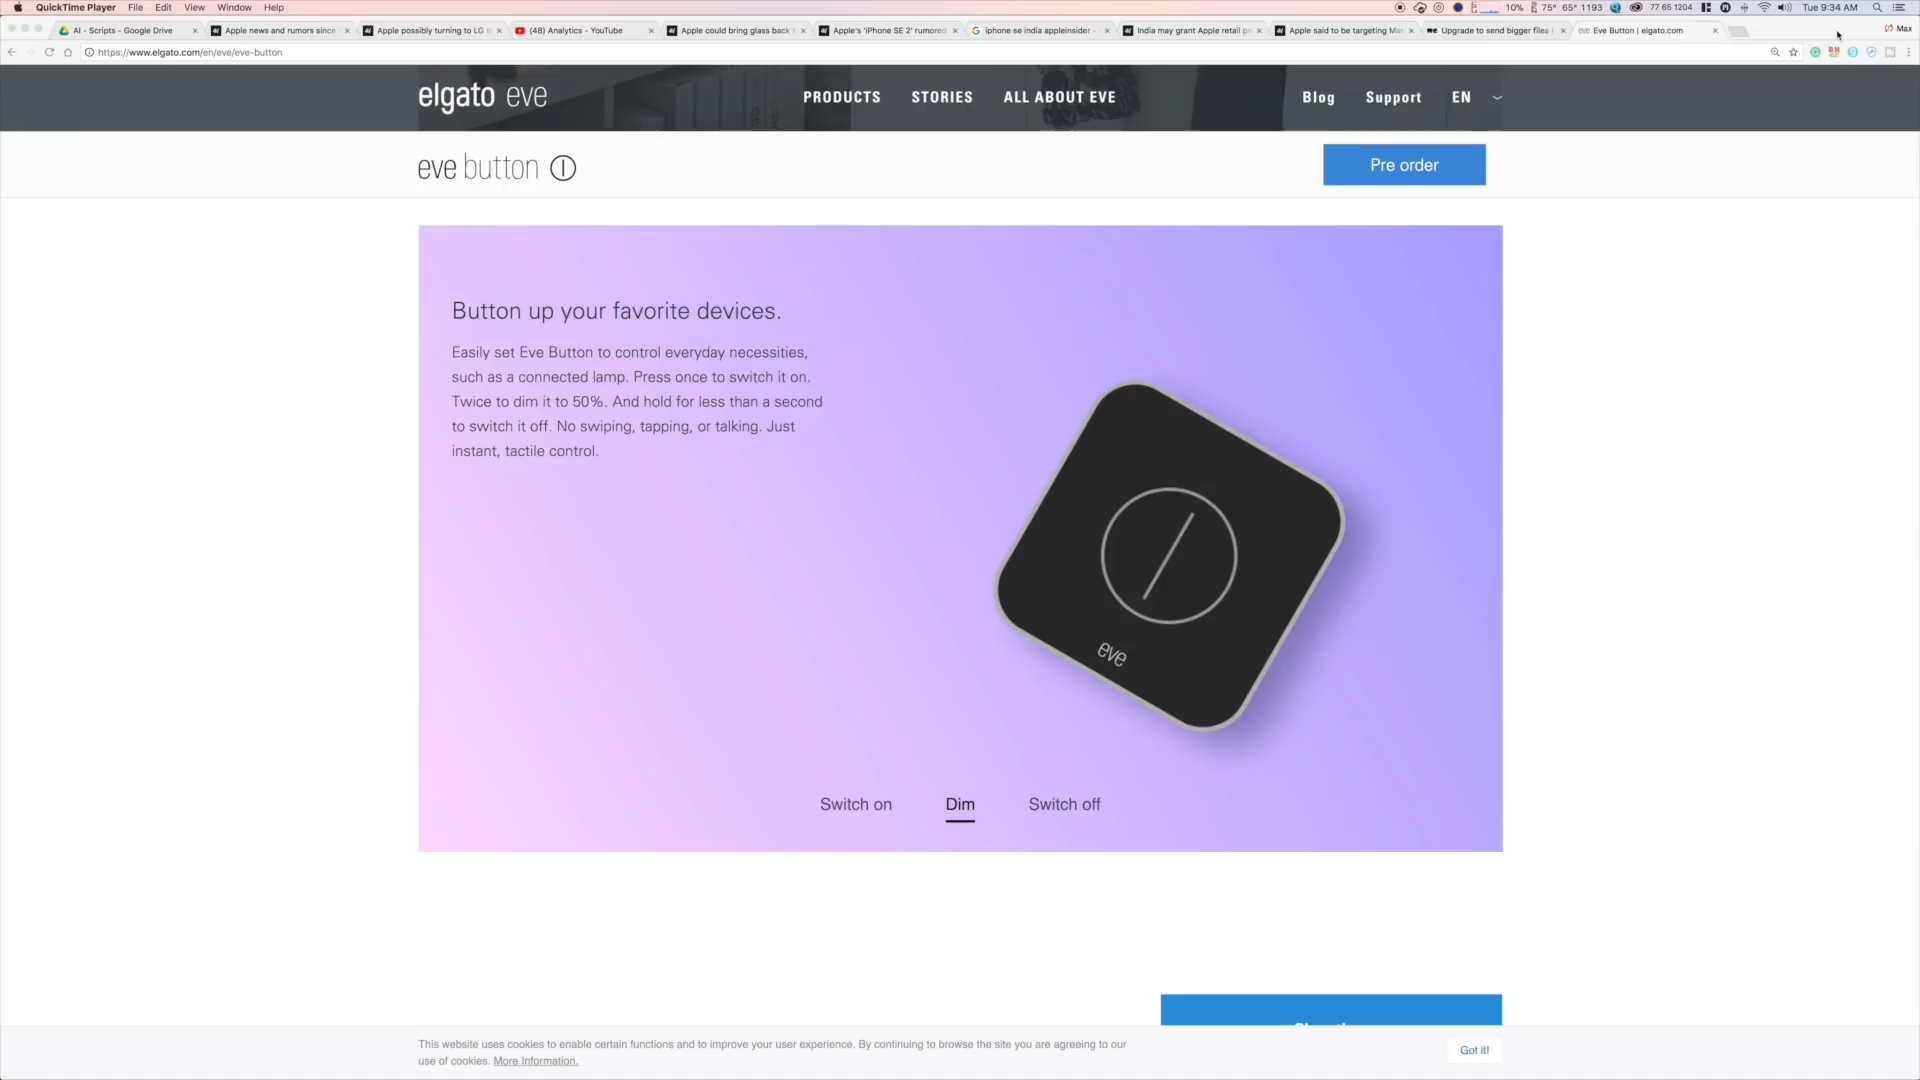 QuickTime Player File Edit View Window Help 10% 75° 65° 1193 77 65 1204 Tue 9:34 AM
AI - Scripts - Google Drive Apple news and rumors since Apple possibly turning to LG (48) Analytics - YouTube Apple could bring glass back Apple's 'iPhone SE 2' rumored iphone se india appleinsider - India may grant Apple retail Apple said to be targeting Upgrade to send bigger files | Eve Button | elgato.com Max
https://www.elgato.com/en/eve/eve-button
elgato eve PRODUCTS STORIES ALL ABOUT EVE Blog Support EN
eve button Pre order
Button up your favorite devices.
Easily set Eve Button to control everyday necessities,
such as a connected lamp. Press once to switch it on.
Twice to dim it to 50%. And hold for less than a second
to switch it off. No swiping, tapping, or talking. Just
instant, tactile control.
eve
Switch on Dim Switch off
This website uses cookies to enable certain functions and to improve your user experience. By continuing to browse the site you are agreeing to our
use of cookies. More Information.
Got it!